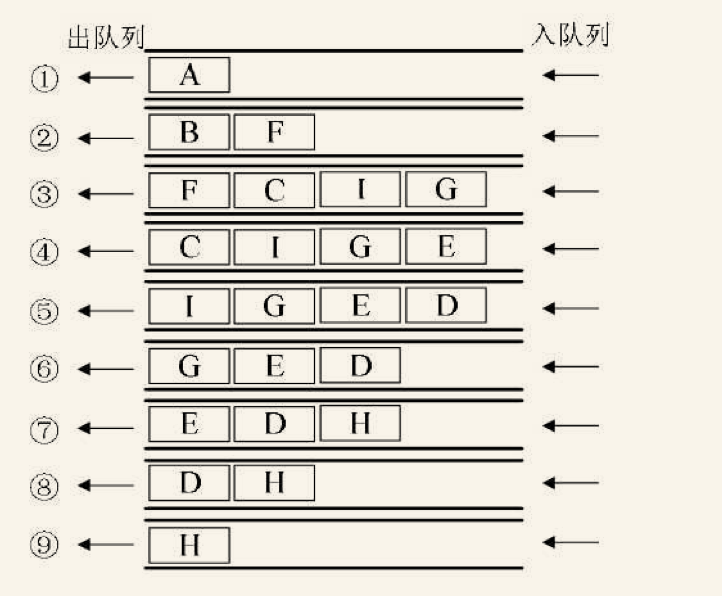 出队列 入队列
① A
② B F
③ F C I G
④ C I G E
⑤ I G E D
⑥ G E D
⑦ E D H
⑧ D H
⑨ H